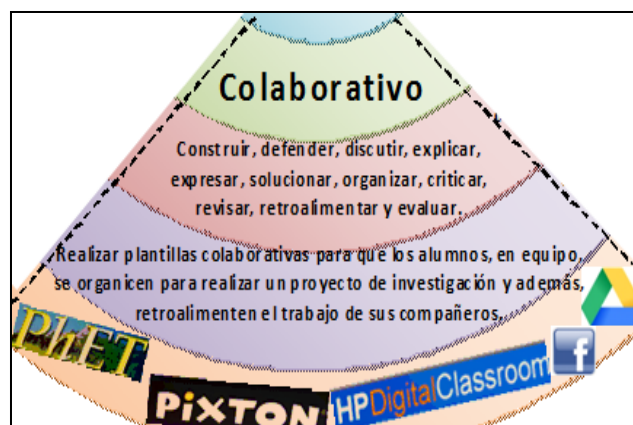 Colaborativo
Construir, defender, discutir, explicar,
expresar, solucionar, organizar, criticar,
revisar, retroalimentar y evaluar.
Realizar plantillas colaborativas para que los alumnos, en equipo,
se organicen para realizar un proyecto de investigación y además,
retroalimenten el trabajo de sus compañeros.
PhET
PiXTON
HPDigitalClassroom
f